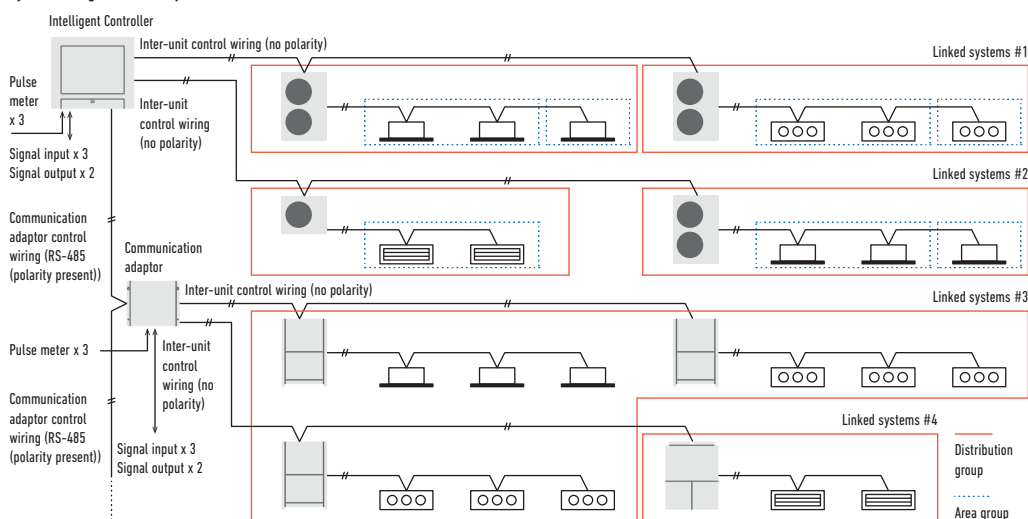 Intelligent Controller
Inter-unit control wiring (no polarity)
Linked systems #1
Pulse
meter
x 3
Inter-unit
control wiring
(no polarity)
Signal input x 3
Signal output x 2
Linked systems #2
Communication
adaptor control
wiring (RS-485
(polarity present))
Communication
adaptor
Inter-unit control wiring (no polarity)
Linked systems #3
Pulse meter x 3
Inter-unit
control
wiring (no
polarity)
Communication
adaptor control
wiring (RS-485
(polarity present))
Signal input x 3
Signal output x 2
Linked systems #4
Distribution
group
Area group